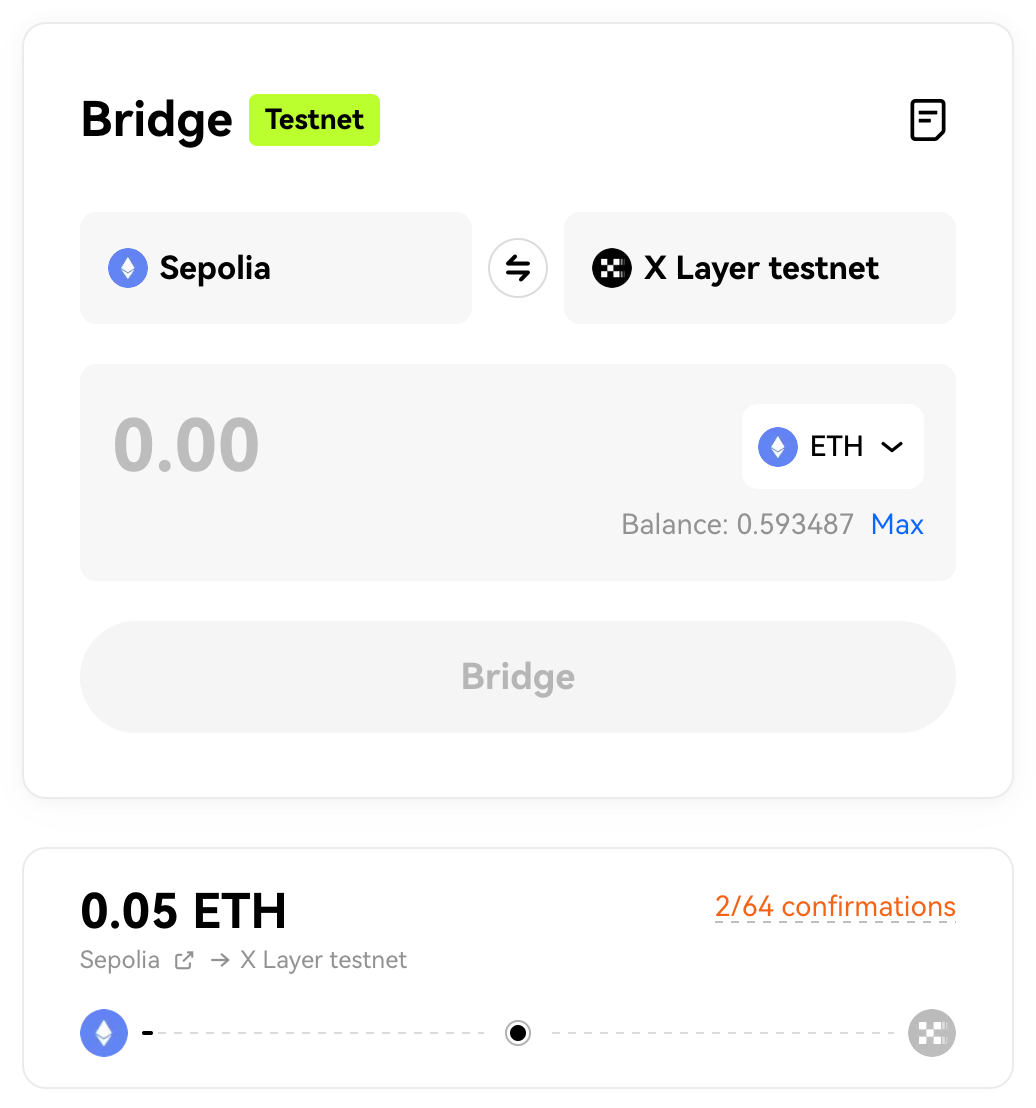 Bridge Testnet
Sepolia X Layer testnet
0.00 ETH
Balance: 0.593487 Max
Bridge
0.05 ETH 2/64 confirmations
Sepolia → X Layer testnet